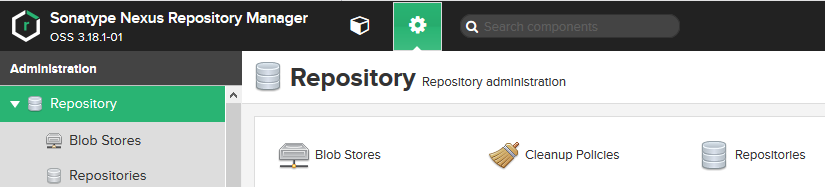 Sonatype Nexus Repository Manager
OSS 3.18.1-01
Search components
Administration
Repository
Blob Stores
Repositories
Repository Repository administration
Blob Stores Cleanup Policies Repositories